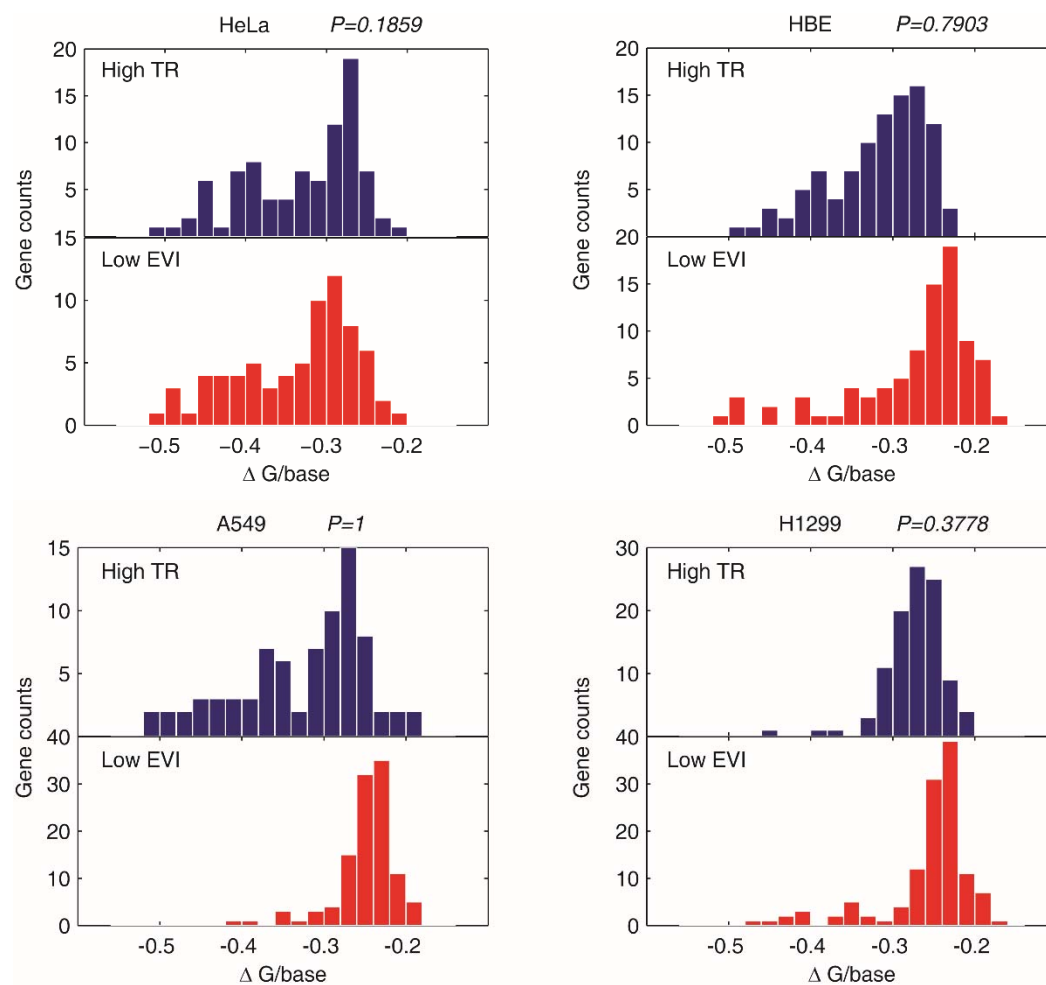 HeLa P=0.1859
20
High TR
15
10
5
Gene counts
15
Low EVI
10
5
0
−0.5 −0.4 −0.3 −0.2
Δ G/base
HBE P=0.7903
20
High TR
15
10
5
Gene counts
20
Low EVI
15
10
5
0
-0.5 -0.4 -0.3 -0.2
Δ G/base
A549 P=1
15
High TR
10
5
Gene counts
40
Low EVI
30
20
10
0
-0.5 -0.4 -0.3 -0.2
Δ G/base
H1299 P=0.3778
30
High TR
20
10
Gene counts
40
Low EVI
30
20
10
0
-0.5 -0.4 -0.3 -0.2
Δ G/base